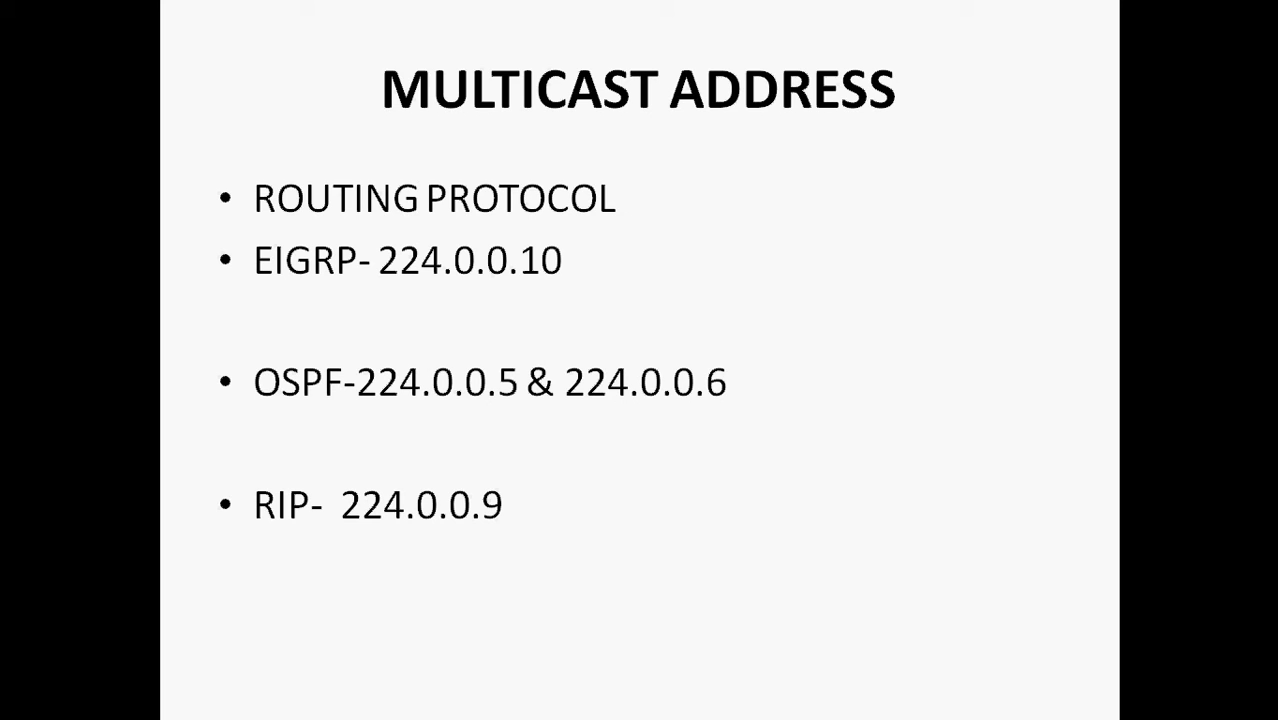 MULTICAST ADDRESS
• ROUTING PROTOCOL
• EIGRP- 224.0.0.10
• OSPF-224.0.0.5 & 224.0.0.6
• RIP-  224.0.0.9